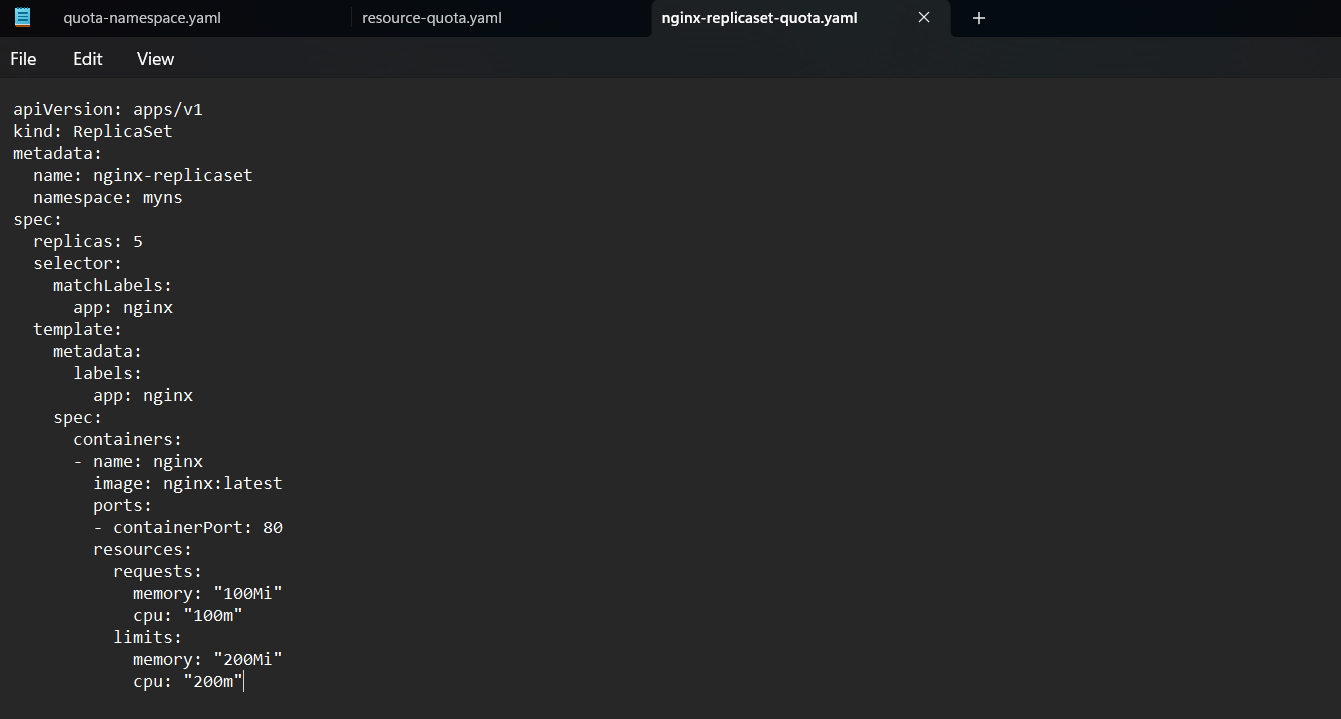 quota-namespace.yaml
resource-quota.yaml
nginx-replicaset-quota.yaml
File
Edit
View
apiVersion: apps/v1
kind: ReplicaSet
metadata:
  name: nginx-replicaset
  namespace: myns
spec:
  replicas: 5
  selector:
    matchLabels:
      app: nginx
  template:
    metadata:
      labels:
        app: nginx
    spec:
      containers:
      - name: nginx
        image: nginx:latest
        ports:
        - containerPort: 80
        resources:
          requests:
            memory: "100Mi"
            cpu: "100m"
          limits:
            memory: "200Mi"
            cpu: "200m"